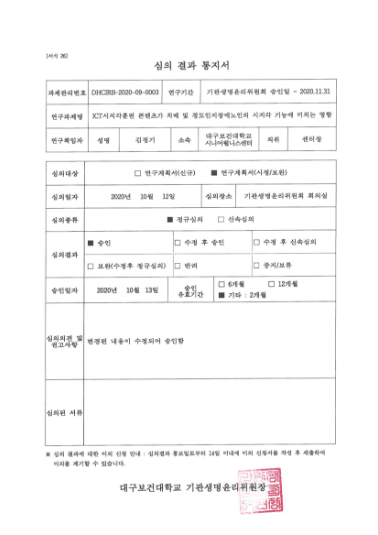 [서식 26]
심의 결과 통지서
과제관리번호 DHCIRB-2020-09-0003 연구기간 기관생명윤리위원회 승인일 ~ 2020.11.31
연구과제명 ICT시지각훈련 콘텐츠가 치매 및 경도인지장애노인의 시지각 기능에 미치는 영향
연구책임자 성명 김정기 소속 대구보건대학교 시니어웰니스센터 직위 센터장
심의대상 □ 연구계획서(신규) ■ 연구계획서(시정/보완)
심의일자 2020년 10월 12일 심의장소 기관생명윤리위원회 회의실
심의종류 ■ 정규심의 □ 신속심의
심의결과 ■ 승인 □ 수정 후 승인 □ 수정 후 신속심의
□ 보완(수정후 정규심의) □ 반려 □ 중지/보류
승인일자 2020년 10월 13일 승인 유효기간 □ 6개월 □ 12개월
■ 기타 : 2개월
심의의견 및 권고사항 변경된 내용이 수정되어 승인함
심의된 서류
※ 심의 결과에 대한 이의 신청 안내 : 심의결과 통보일로부터 14일 이내에 이의 신청서를 작성 후 제출하여
이의를 제기할 수 있습니다.
대구보건대학교 기관생명윤리위원장